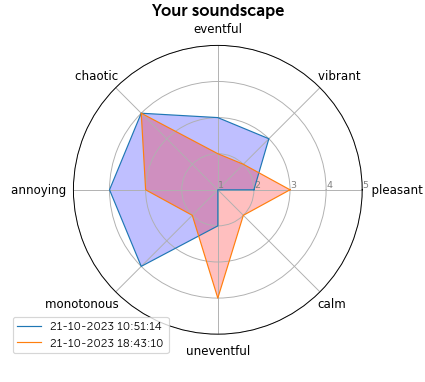 Your soundscape
eventful
chaotic
vibrant
annoying
1
2
3
4
5
pleasant
monotonous
calm
21-10-2023 10:51:14
21-10-2023 18:43:10
uneventful